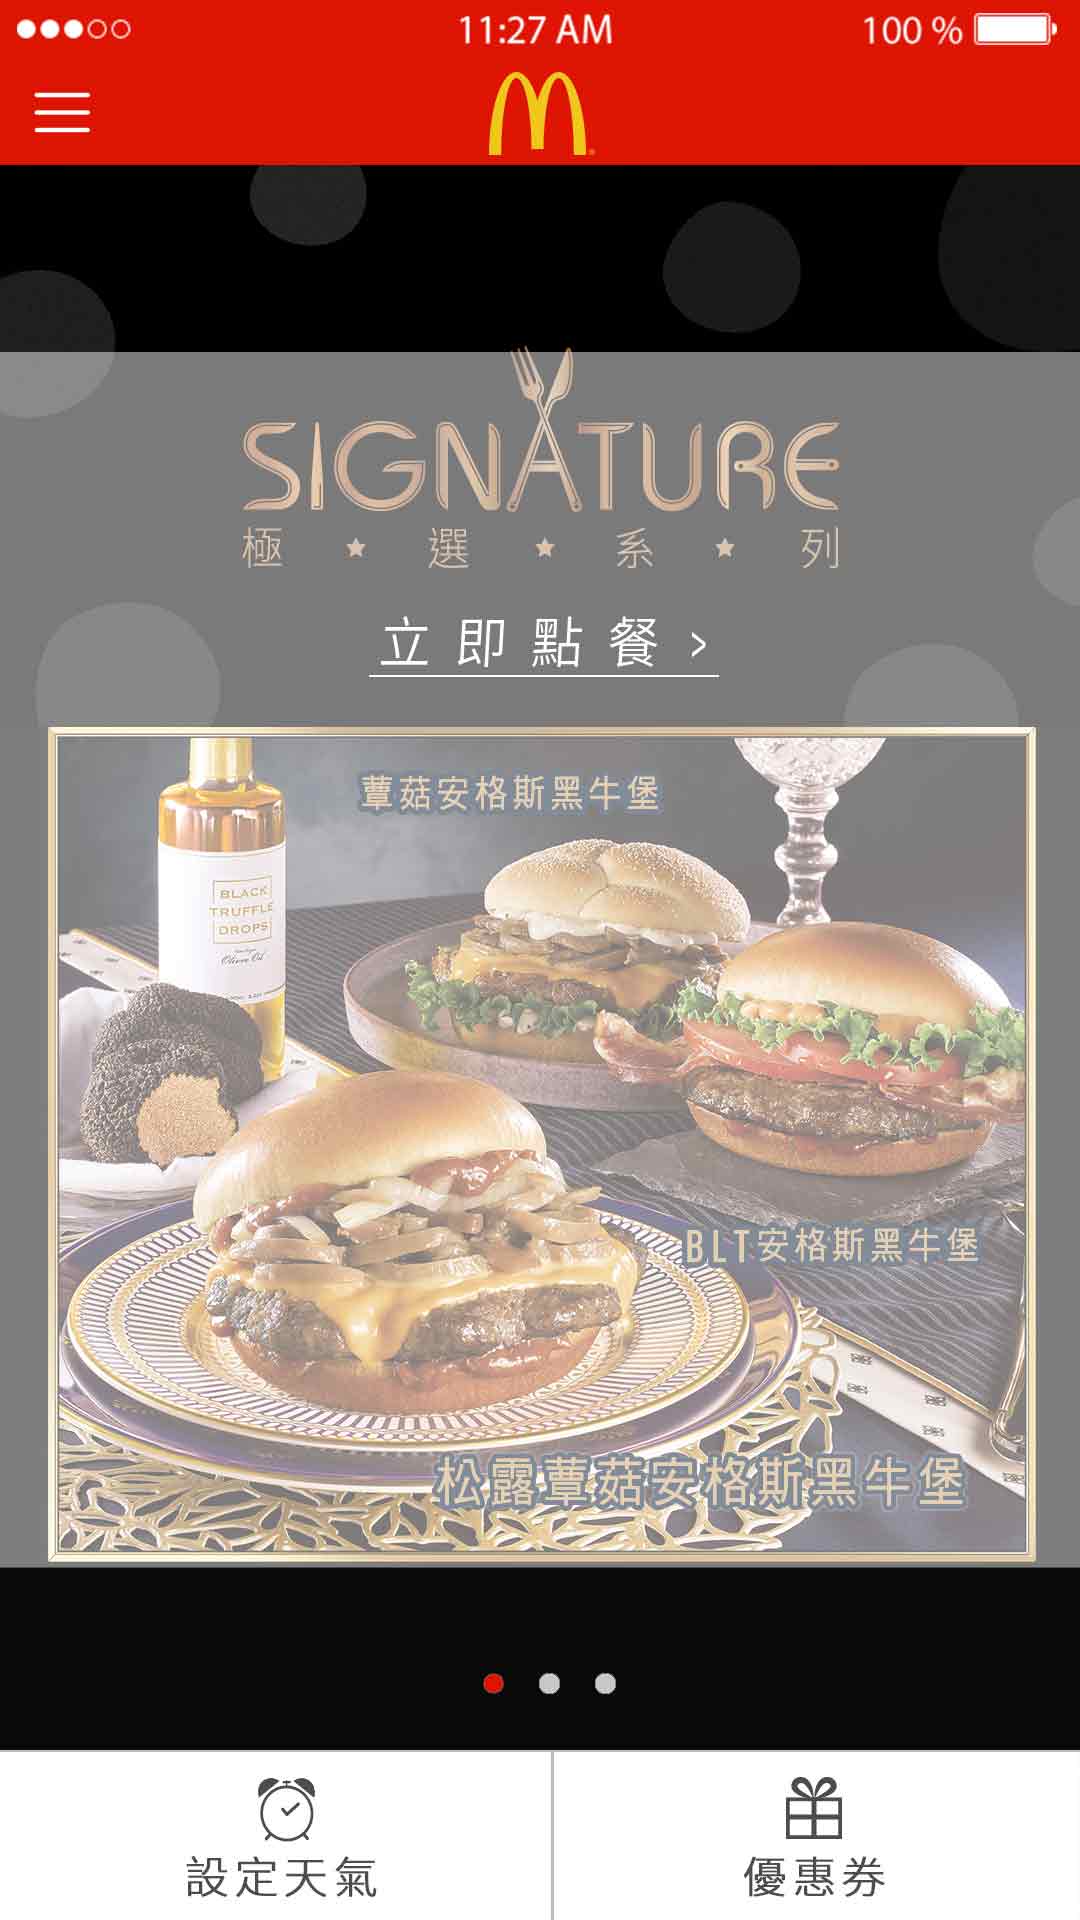 11:27 AM
100 %
SIGNATURE
極★選★系★列
立即點餐›
蕈菇安格斯黑牛堡
BLACK
TRUFFLE
DROPS
Olive Oil
BLT安格斯黑牛堡
松露蕈菇安格斯黑牛堡
設定天氣
優惠券